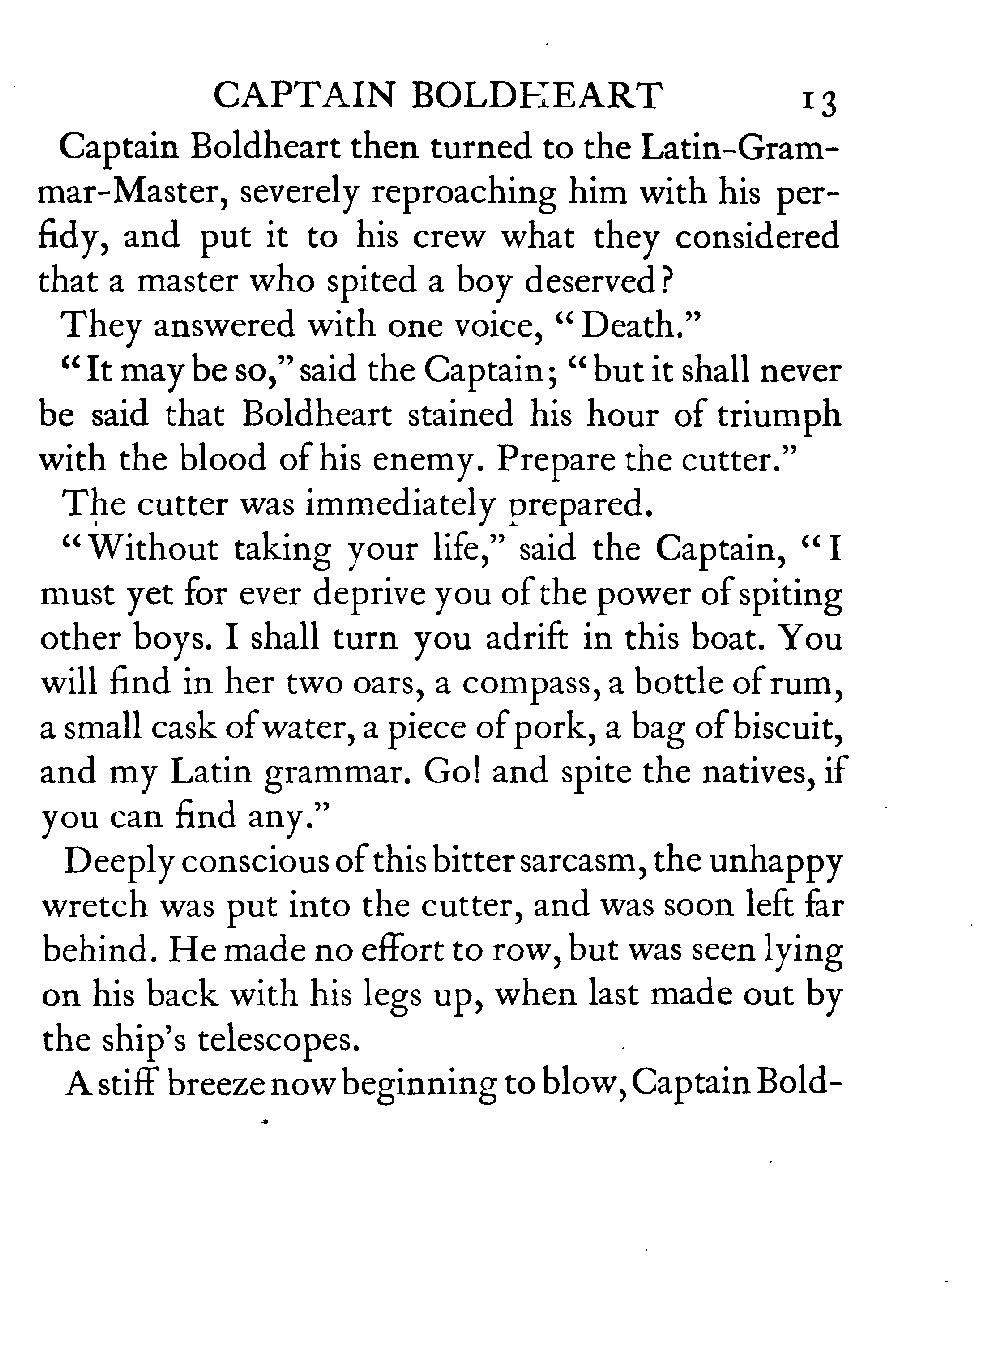 CAPTAIN BOLDHEART 13
Captain Boldheart then turned to the Latin-Gram-
mar-Master, severely reproaching him with his per-
fidy, and put it to his crew what they considered
that a master who spited a boy deserved?
They answered with one voice, “Death.”
“It may be so,” said the Captain; “but it shall never
be said that Boldheart stained his hour of triumph
with the blood of his enemy. Prepare the cutter.”
The cutter was immediately prepared.
“Without taking your life,” said the Captain, “I
must yet for ever deprive you of the power of spiting
other boys. I shall turn you adrift in this boat. You
will find in her two oars, a compass, a bottle of rum,
a small cask of water, a piece of pork, a bag of biscuit,
and my Latin grammar. Go! and spite the natives, if
you can find any.”
Deeply conscious of this bitter sarcasm, the unhappy
wretch was put into the cutter, and was soon left far
behind. He made no effort to row, but was seen lying
on his back with his legs up, when last made out by
the ship’s telescopes.
A stiff breeze now beginning to blow, Captain Bold-